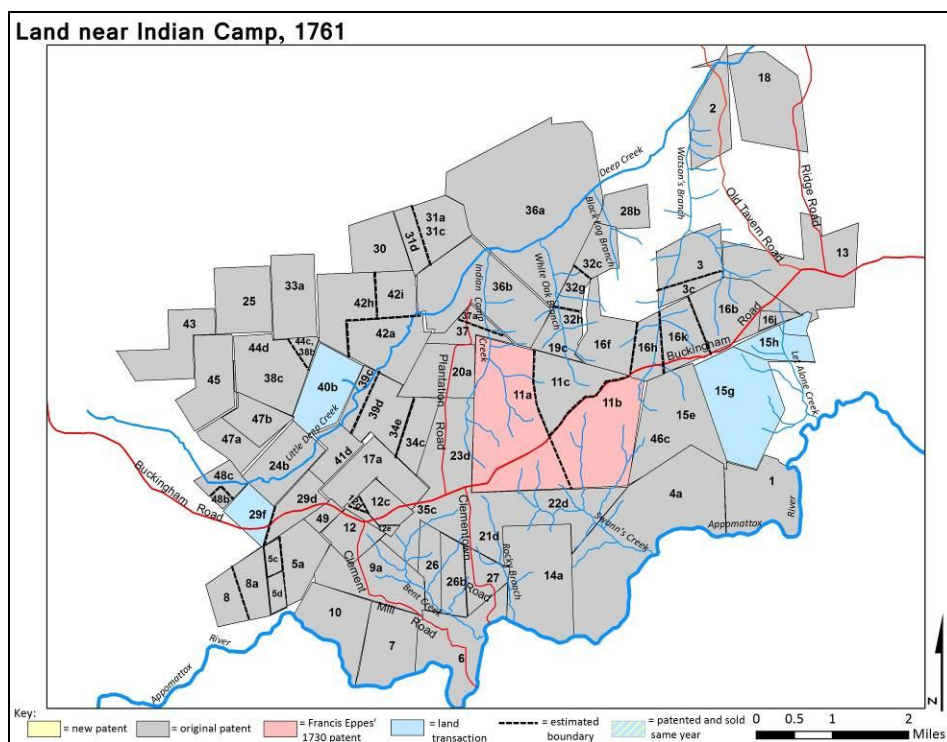 Land near Indian Camp, 1761
18
2
Deep Creek
Watson's Branch
Old Tavern Road
Ridge Road
36a
28b
Black Log Branch
31a
31c
31d
30
32c
3
13
33a
25
Indian Camp Creek
White Oak Branch
36b
32g
3c
42h
42i
16b
43
37a
32h
16j
42a
37
16f
Buckingham Road
44c,
38b
44d
19c
16h
16k
15h
45
38c
39c
20a
11c
Let Alone Creek
40b
Plantation Road
11a
11b
15g
39d
15e
47b
34e
47a
Little Deep Creek
34c
46c
41d
23d
24b
17a
48c
1
Buckingham Road
48b
29d
12c
4a
22d
29f
35c
Swann's Creek
Appomattox River
49
12
12e
Clementown Road
21d
Rocky Branch
5c
5a
9a
26
14a
8a
5d
26b
27
8
Clement Mill Road
Bent Creek
10
7
6
Appomattox River
Key:
= new patent
= original patent
= Francis Eppes' 1730 patent
= land transaction
= estimated boundary
= patented and sold same year
0 0.5 1 2
Miles
N